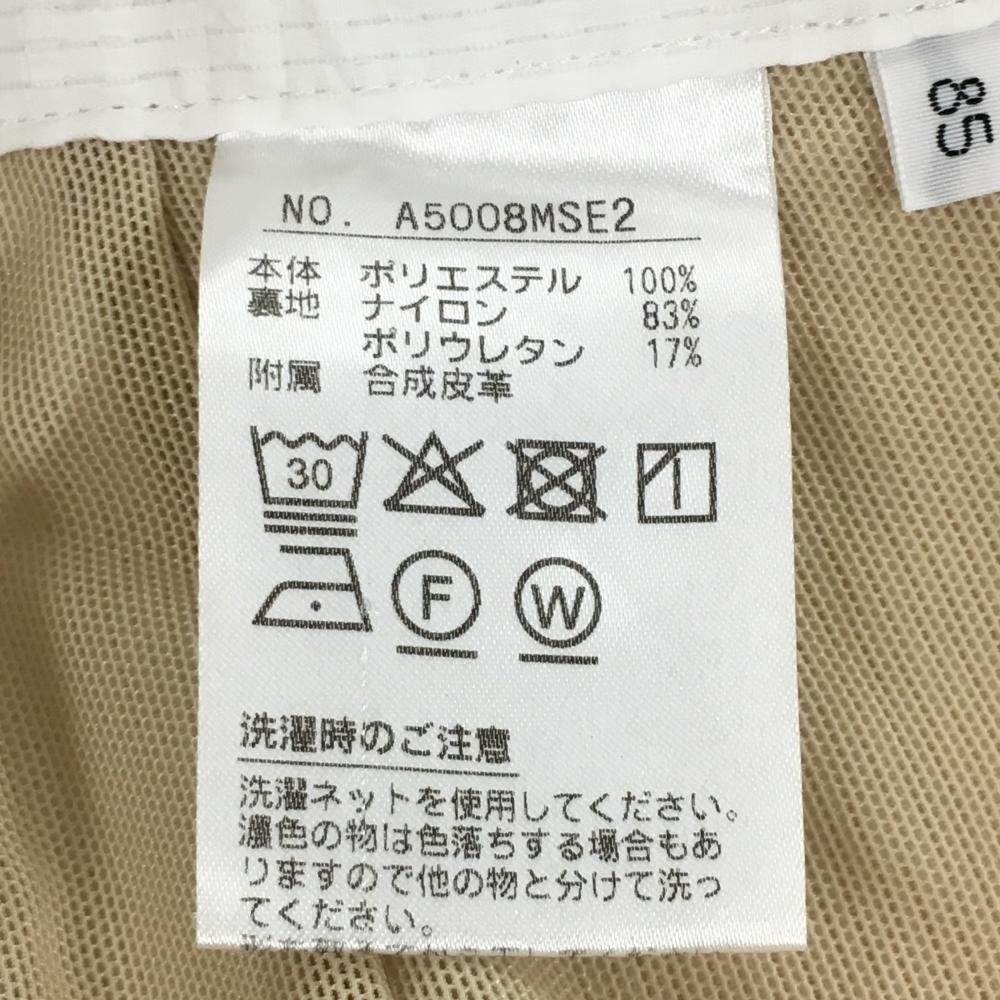 85
NO. A5008MSE2
本体 ポリエステル 100%
裏地 ナイロン 83%
ポリウレタン 17%
附属 合成皮革
30
F W
洗濯時のご注意
洗濯ネットを使用してください。
濃色の物は色落ちする場合もあ
りますので他の物と分けて洗っ
てください。